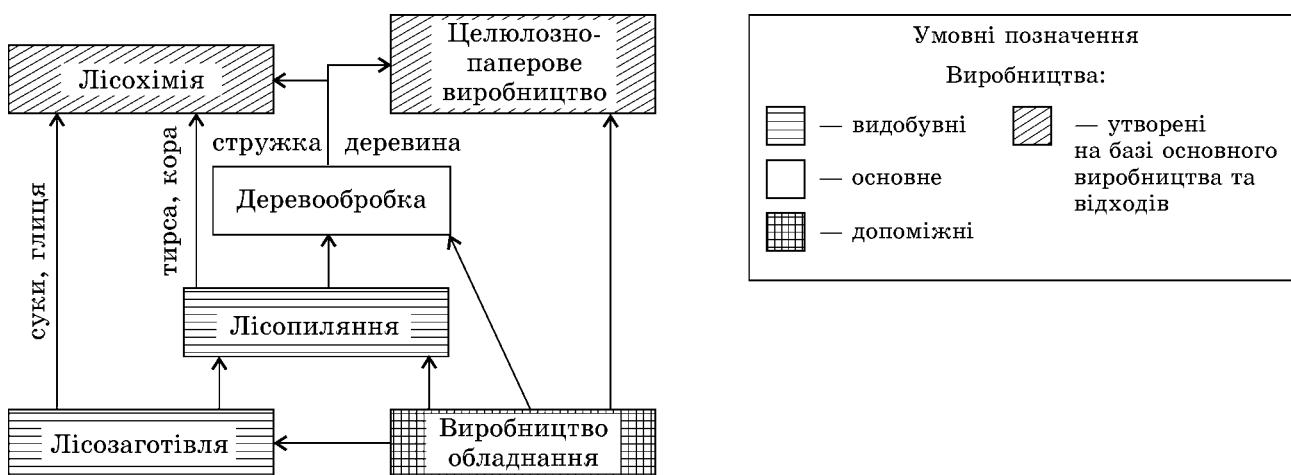 Целюлозно-
паперове
виробництво
Лісохімія
стружка
деревина
суки, глиця
тирса, кора
Деревообробка
Лісопиляння
Лісозаготівля
Виробництво
обладнання
Умовні позначення
Виробництва:
— видобувні
— основне
— допоміжні
— утворені
на базі основного
виробництва та
відходів